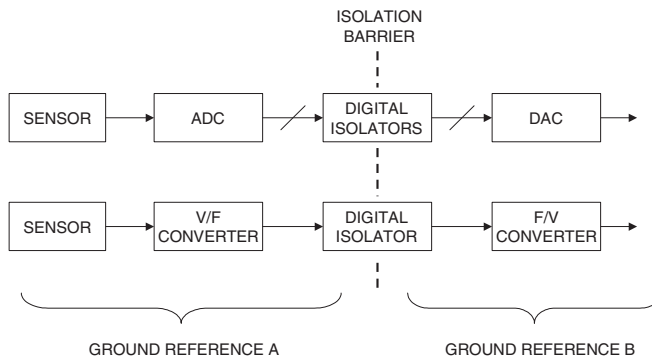 ISOLATION
BARRIER
SENSOR
ADC
DIGITAL
ISOLATORS
DAC
SENSOR
V/F
CONVERTER
DIGITAL
ISOLATOR
F/V
CONVERTER
GROUND REFERENCE A
GROUND REFERENCE B